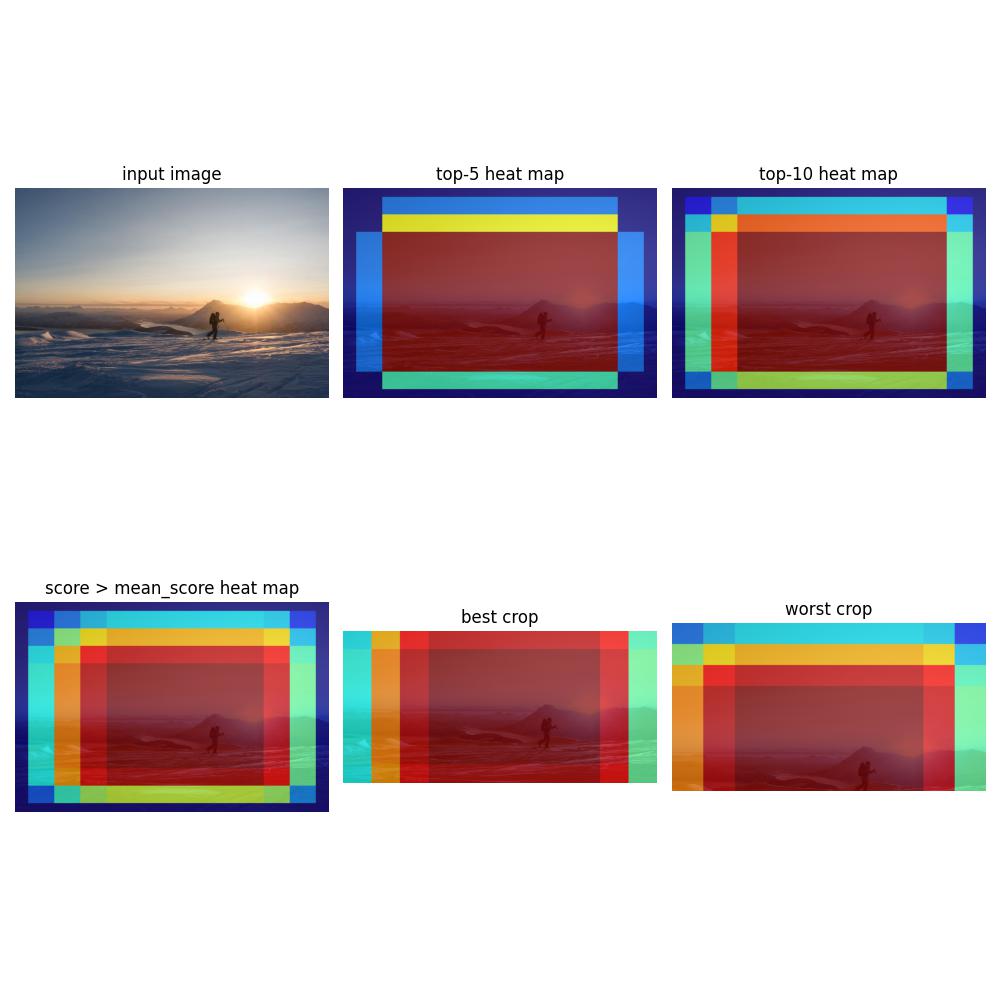 input image
top-5 heat map
top-10 heat map
score > mean_score heat map
best crop
worst crop